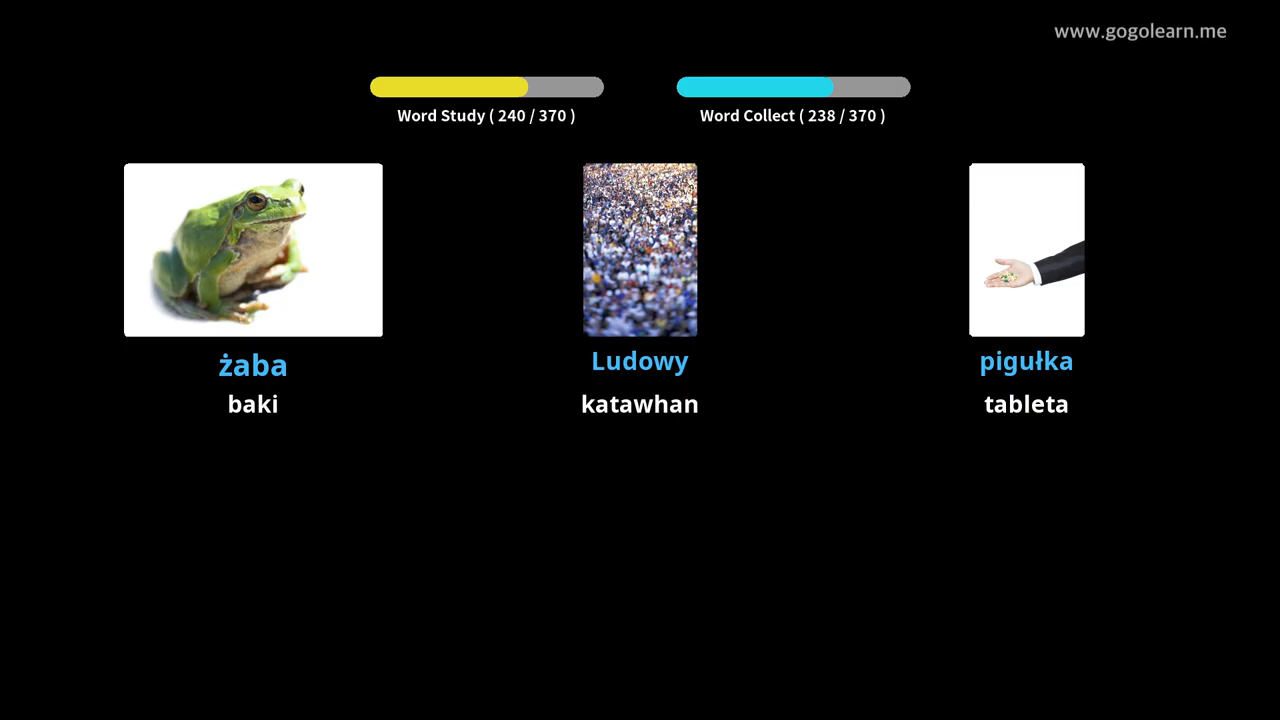 www.gogolearn.me
Word Study ( 240 / 370 )
Word Collect ( 238 / 370 )
żaba
baki
Ludowy
katawhan
pigułka
tableta